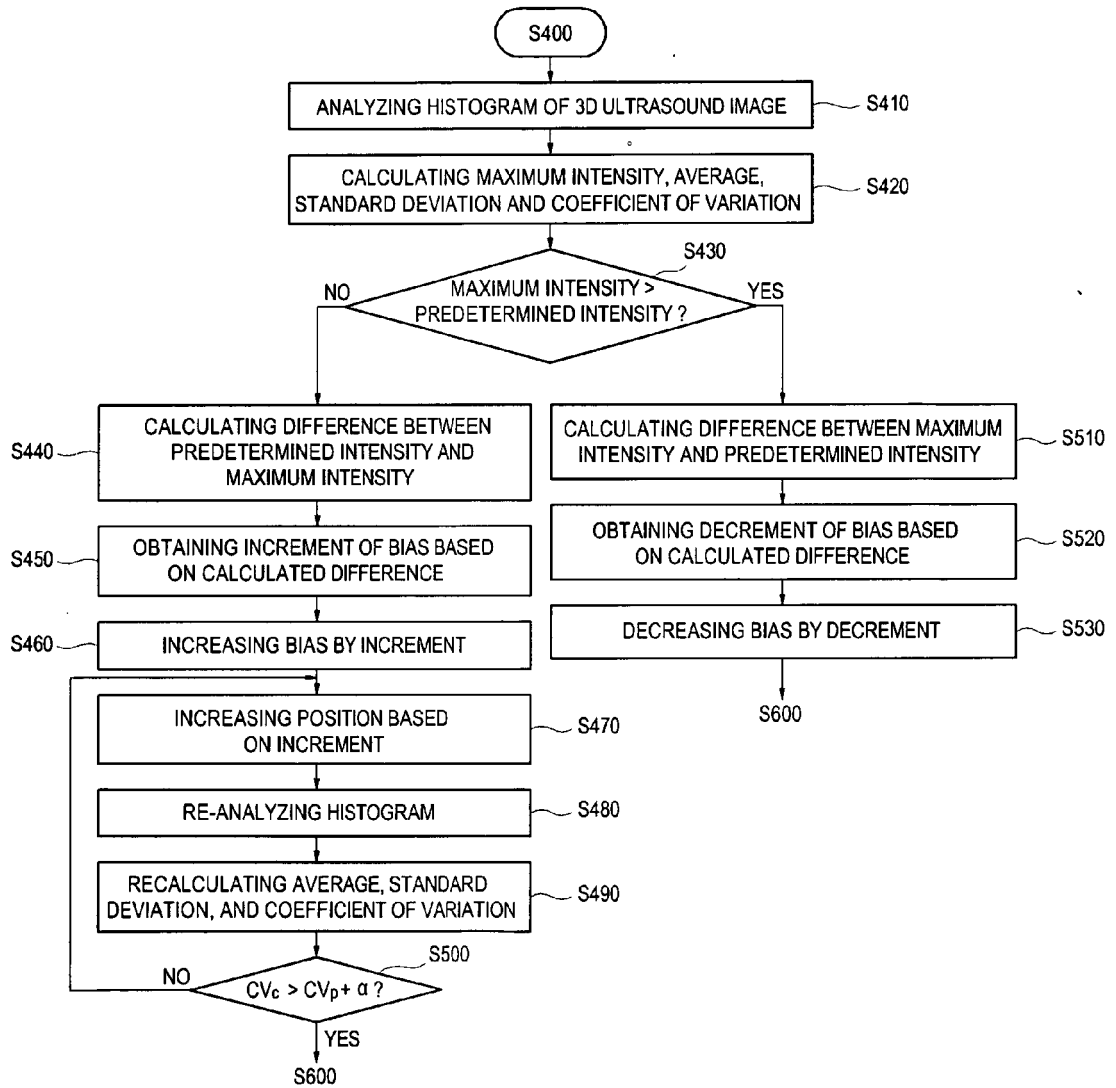 S400
ANALYZING HISTOGRAM OF 3D ULTRASOUND IMAGE
S410
CALCULATING MAXIMUM INTENSITY, AVERAGE,
STANDARD DEVIATION AND COEFFICIENT OF VARIATION
S420
S430
MAXIMUM INTENSITY >
PREDETERMINED INTENSITY ?
NO
YES
S440
CALCULATING DIFFERENCE BETWEEN
PREDETERMINED INTENSITY AND
MAXIMUM INTENSITY
CALCULATING DIFFERENCE BETWEEN MAXIMUM
INTENSITY AND PREDETERMINED INTENSITY
S510
S450
OBTAINING INCREMENT OF BIAS BASED
ON CALCULATED DIFFERENCE
OBTAINING DECREMENT OF BIAS BASED
ON CALCULATED DIFFERENCE
S520
S460
INCREASING BIAS BY INCREMENT
DECREASING BIAS BY DECREMENT
S530
S600
INCREASING POSITION BASED
ON INCREMENT
S470
RE-ANALYZING HISTOGRAM
S480
RECALCULATING AVERAGE, STANDARD
DEVIATION, AND COEFFICIENT OF VARIATION
S490
S500
NO
CVc > CVp + α ?
YES
S600